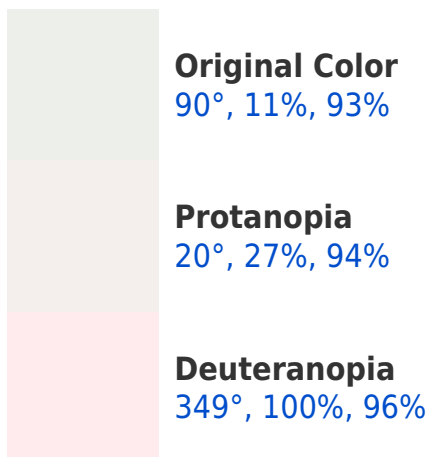 Original Color
90°, 11%, 93%
Protanopia
20°, 27%, 94%
Deuteranopia
349°, 100%, 96%